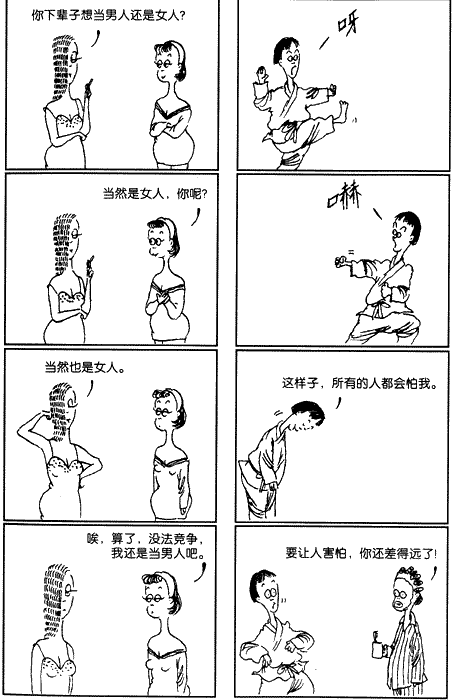 你下辈子想当男人还是女人?
当然是女人，你呢?
当然也是女人。
唉，算了，没法竞争，
我还是当男人吧。
呀
嚇
这样子，所有的人都会怕我。
要让人害怕，你还差得远了!